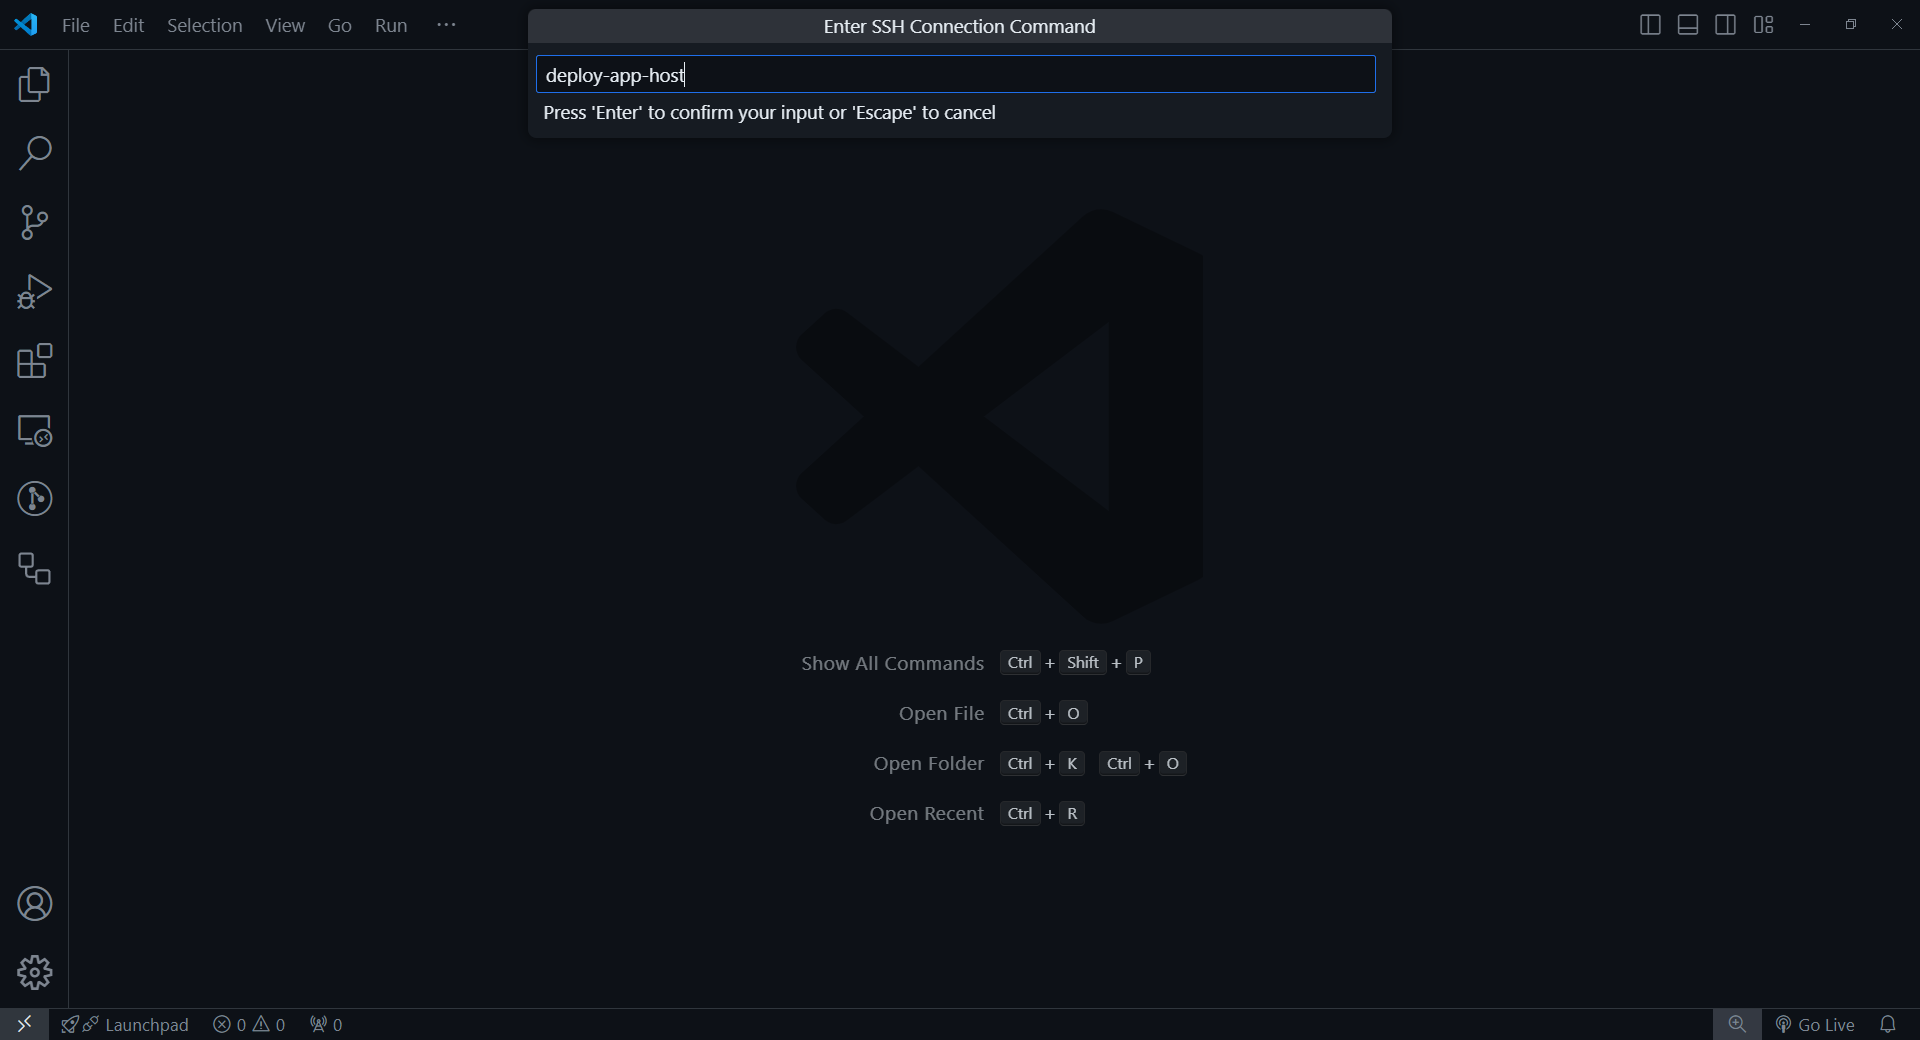 File Edit Selection View Go Run ···
Enter SSH Connection Command
deploy-app-host
Press 'Enter' to confirm your input or 'Escape' to cancel
Show All Commands Ctrl + Shift + P
Open File Ctrl + O
Open Folder Ctrl + K Ctrl + O
Open Recent Ctrl + R
Launchpad 0 0 0 Go Live